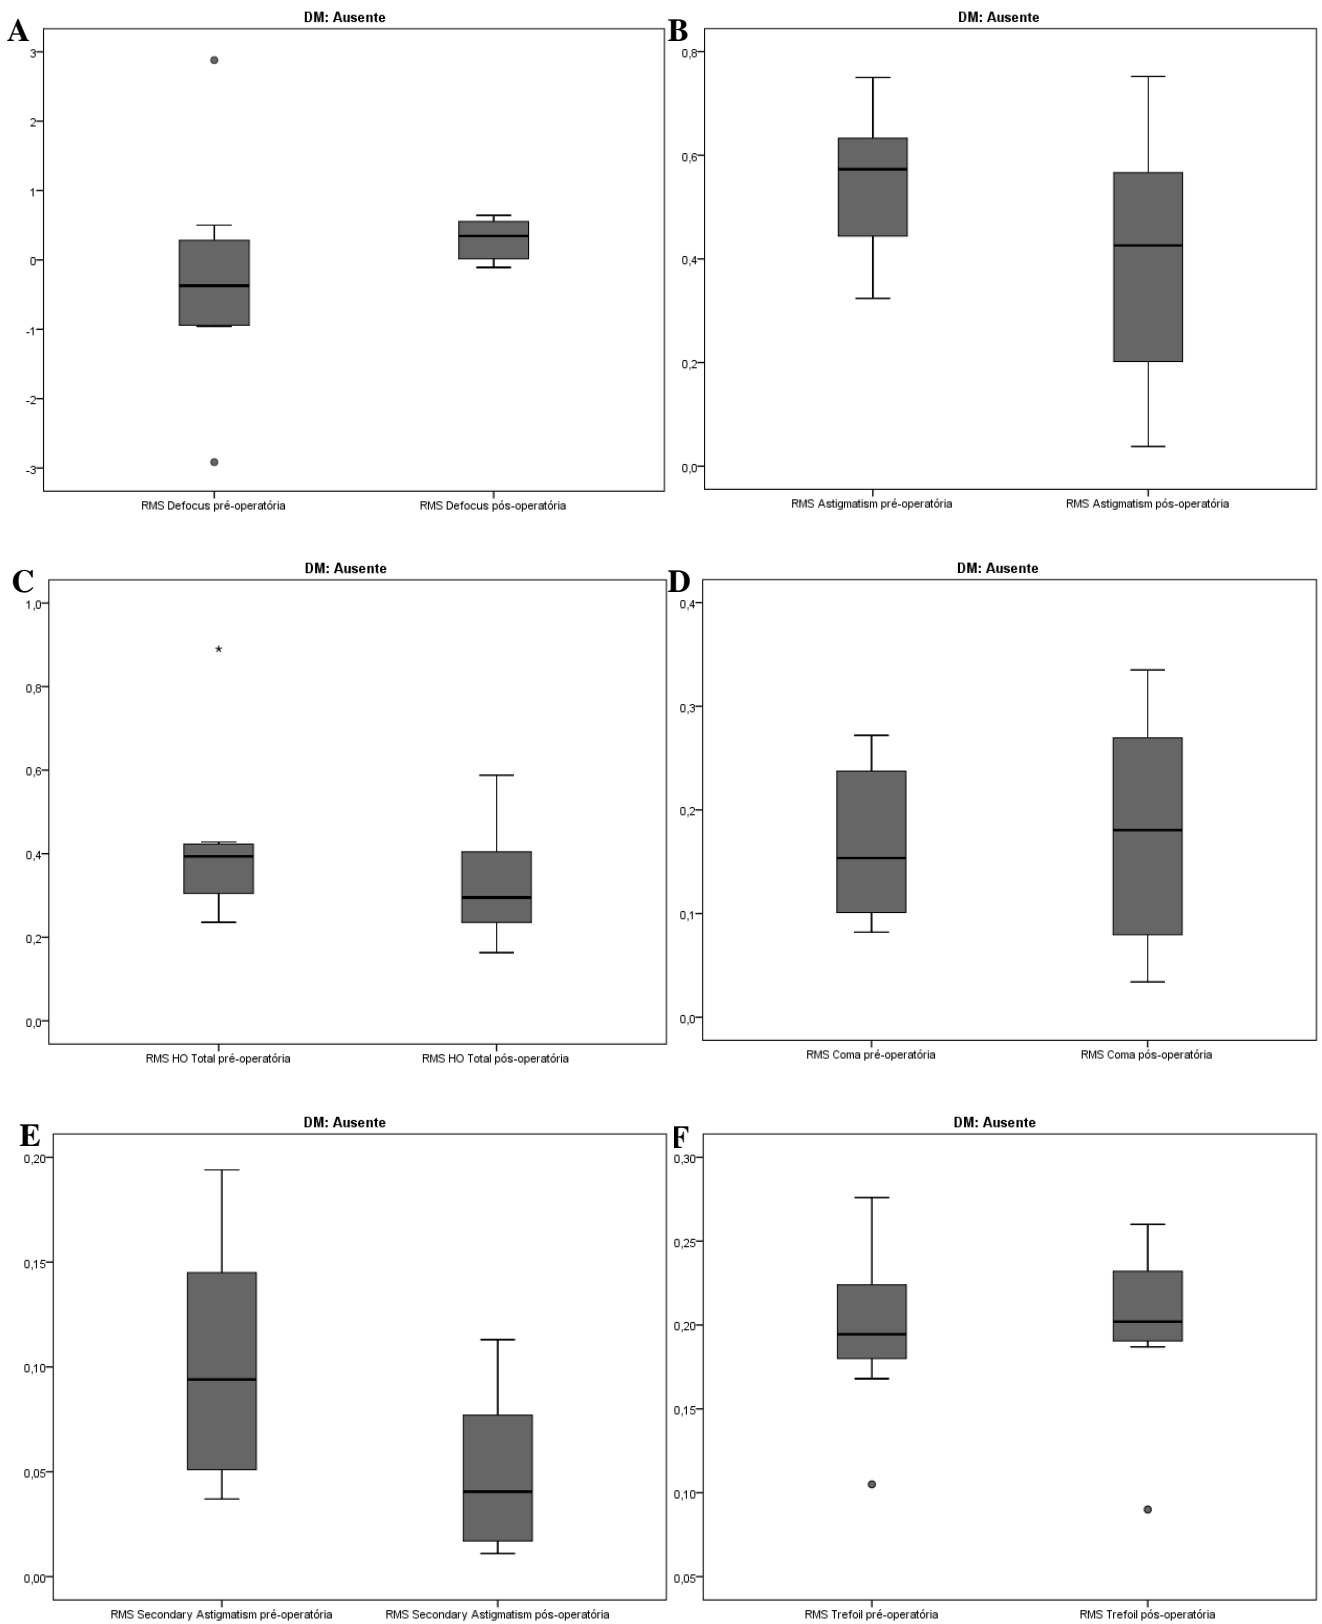 A
DM: Ausente
3
2
1
0
-1
-2
-3
RMS Defocus pré-operatória
RMS Defocus pós-operatória
B
DM: Ausente
0,8
0,6
0,4
0,2
0,0
RMS Astigmatism pré-operatória
RMS Astigmatism pós-operatória
C
DM: Ausente
1,0
0,8
0,6
0,4
0,2
0,0
*
RMS HO Total pré-operatória
RMS HO Total pós-operatória
D
DM: Ausente
0,4
0,3
0,2
0,1
0,0
RMS Coma pré-operatória
RMS Coma pós-operatória
E
DM: Ausente
0,20
0,15
0,10
0,05
0,00
RMS Secondary Astigmatism pré-operatória
RMS Secondary Astigmatism pós-operatória
F
DM: Ausente
0,30
0,25
0,20
0,15
0,10
0,05
RMS Trefoil pré-operatória
RMS Trefoil pós-operatória